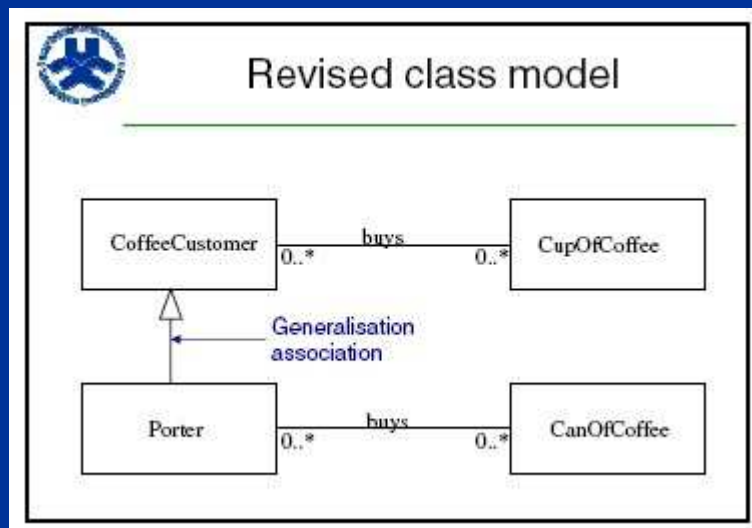 Revised class model
CoffeeCustomer
buys
0..*
0..*
CupOfCoffee
Generalisation
association
Porter
buys
0..*
0..*
CanOfCoffee